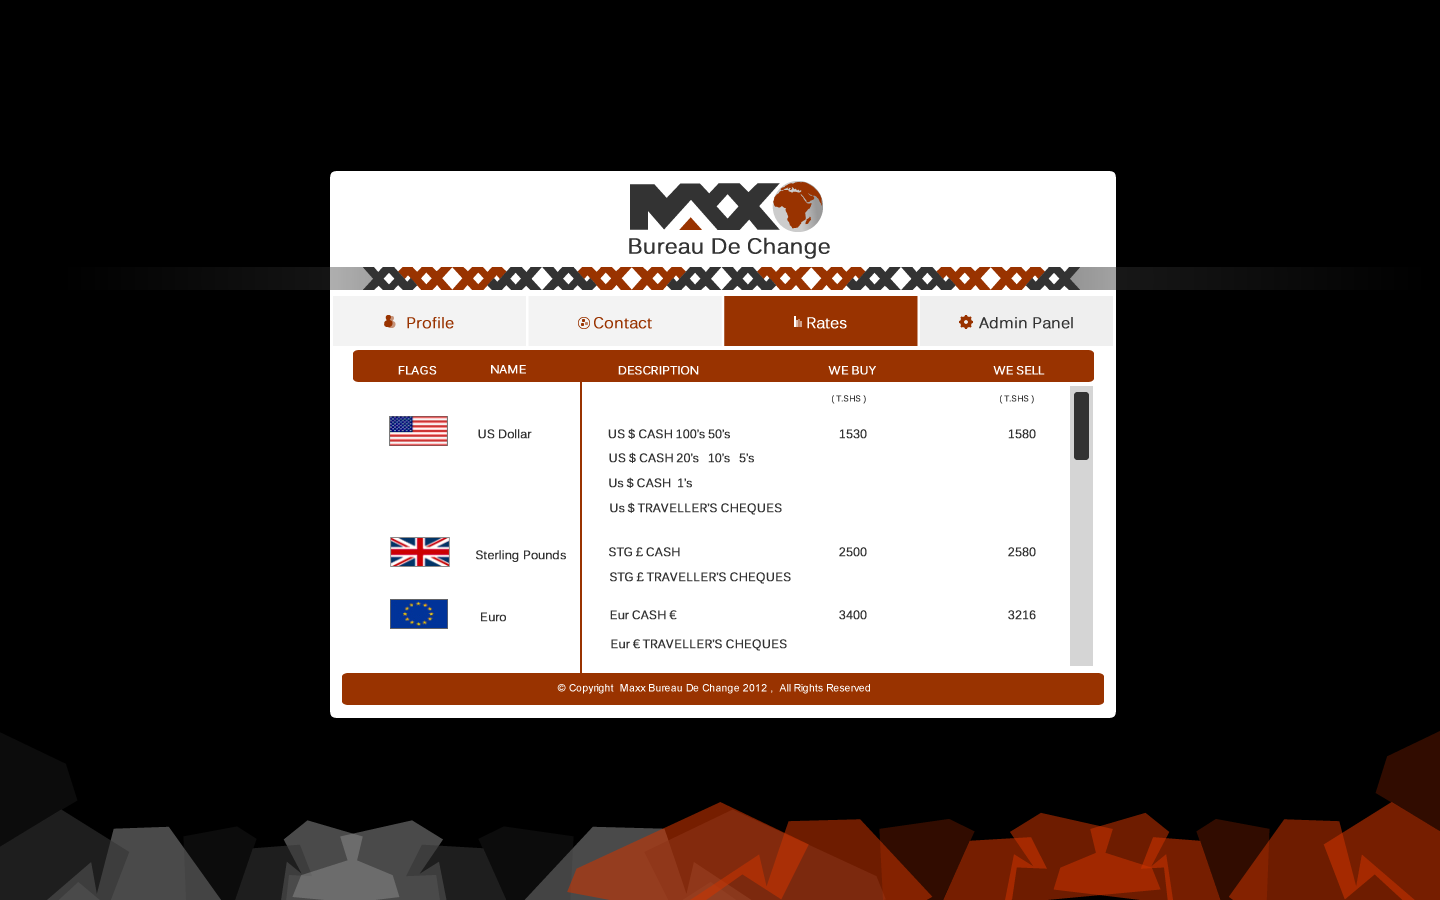 MAXX
Bureau De Change
Profile Contact Rates Admin Panel
FLAGS NAME DESCRIPTION WE BUY WE SELL
( T.SHS ) ( T.SHS )
US Dollar US $ CASH 100's 50's 1530 1580
US $ CASH 20's 10's 5's
Us $ CASH 1's
Us $ TRAVELLER'S CHEQUES
Sterling Pounds STG £ CASH 2500 2580
STG £ TRAVELLER'S CHEQUES
Euro Eur CASH € 3400 3216
Eur € TRAVELLER'S CHEQUES
© Copyright Maxx Bureau De Change 2012 , All Rights Reserved